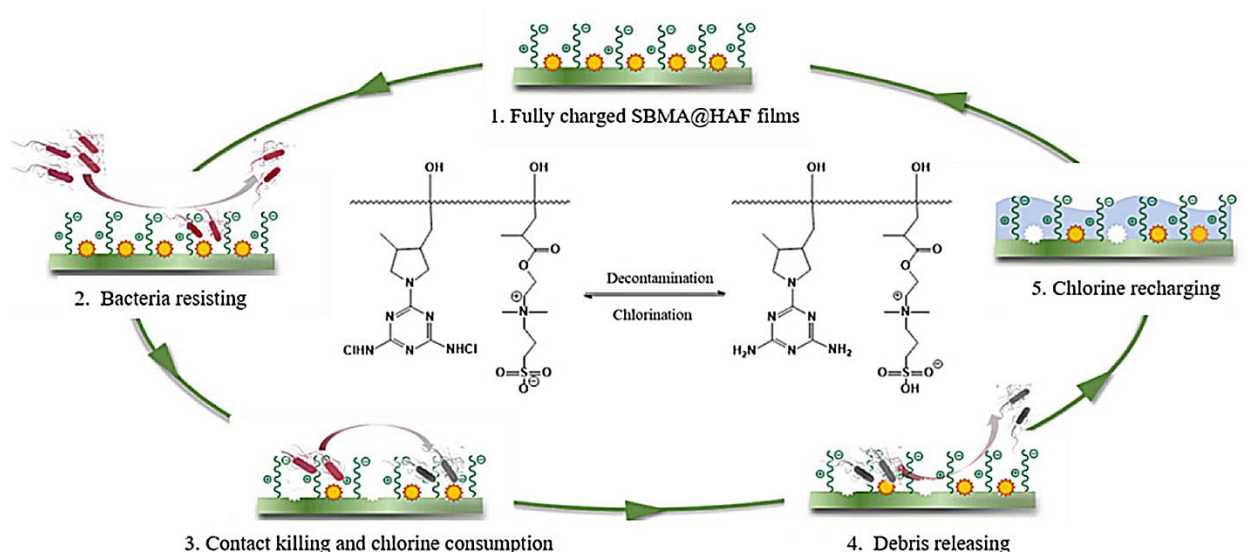 1. Fully charged SBMA@HAF films
2. Bacteria resisting
OH
OH
O
O
N
⊕
N
N
N
N
ClHN
NHCl
O=S=O
O⊖
Decontamination
Chlorination
OH
OH
O
O
N
⊕
N
N
N
N
H₂N
NH₂
O=S=O
⊖
OH
5. Chlorine recharging
3. Contact killing and chlorine consumption
4. Debris releasing